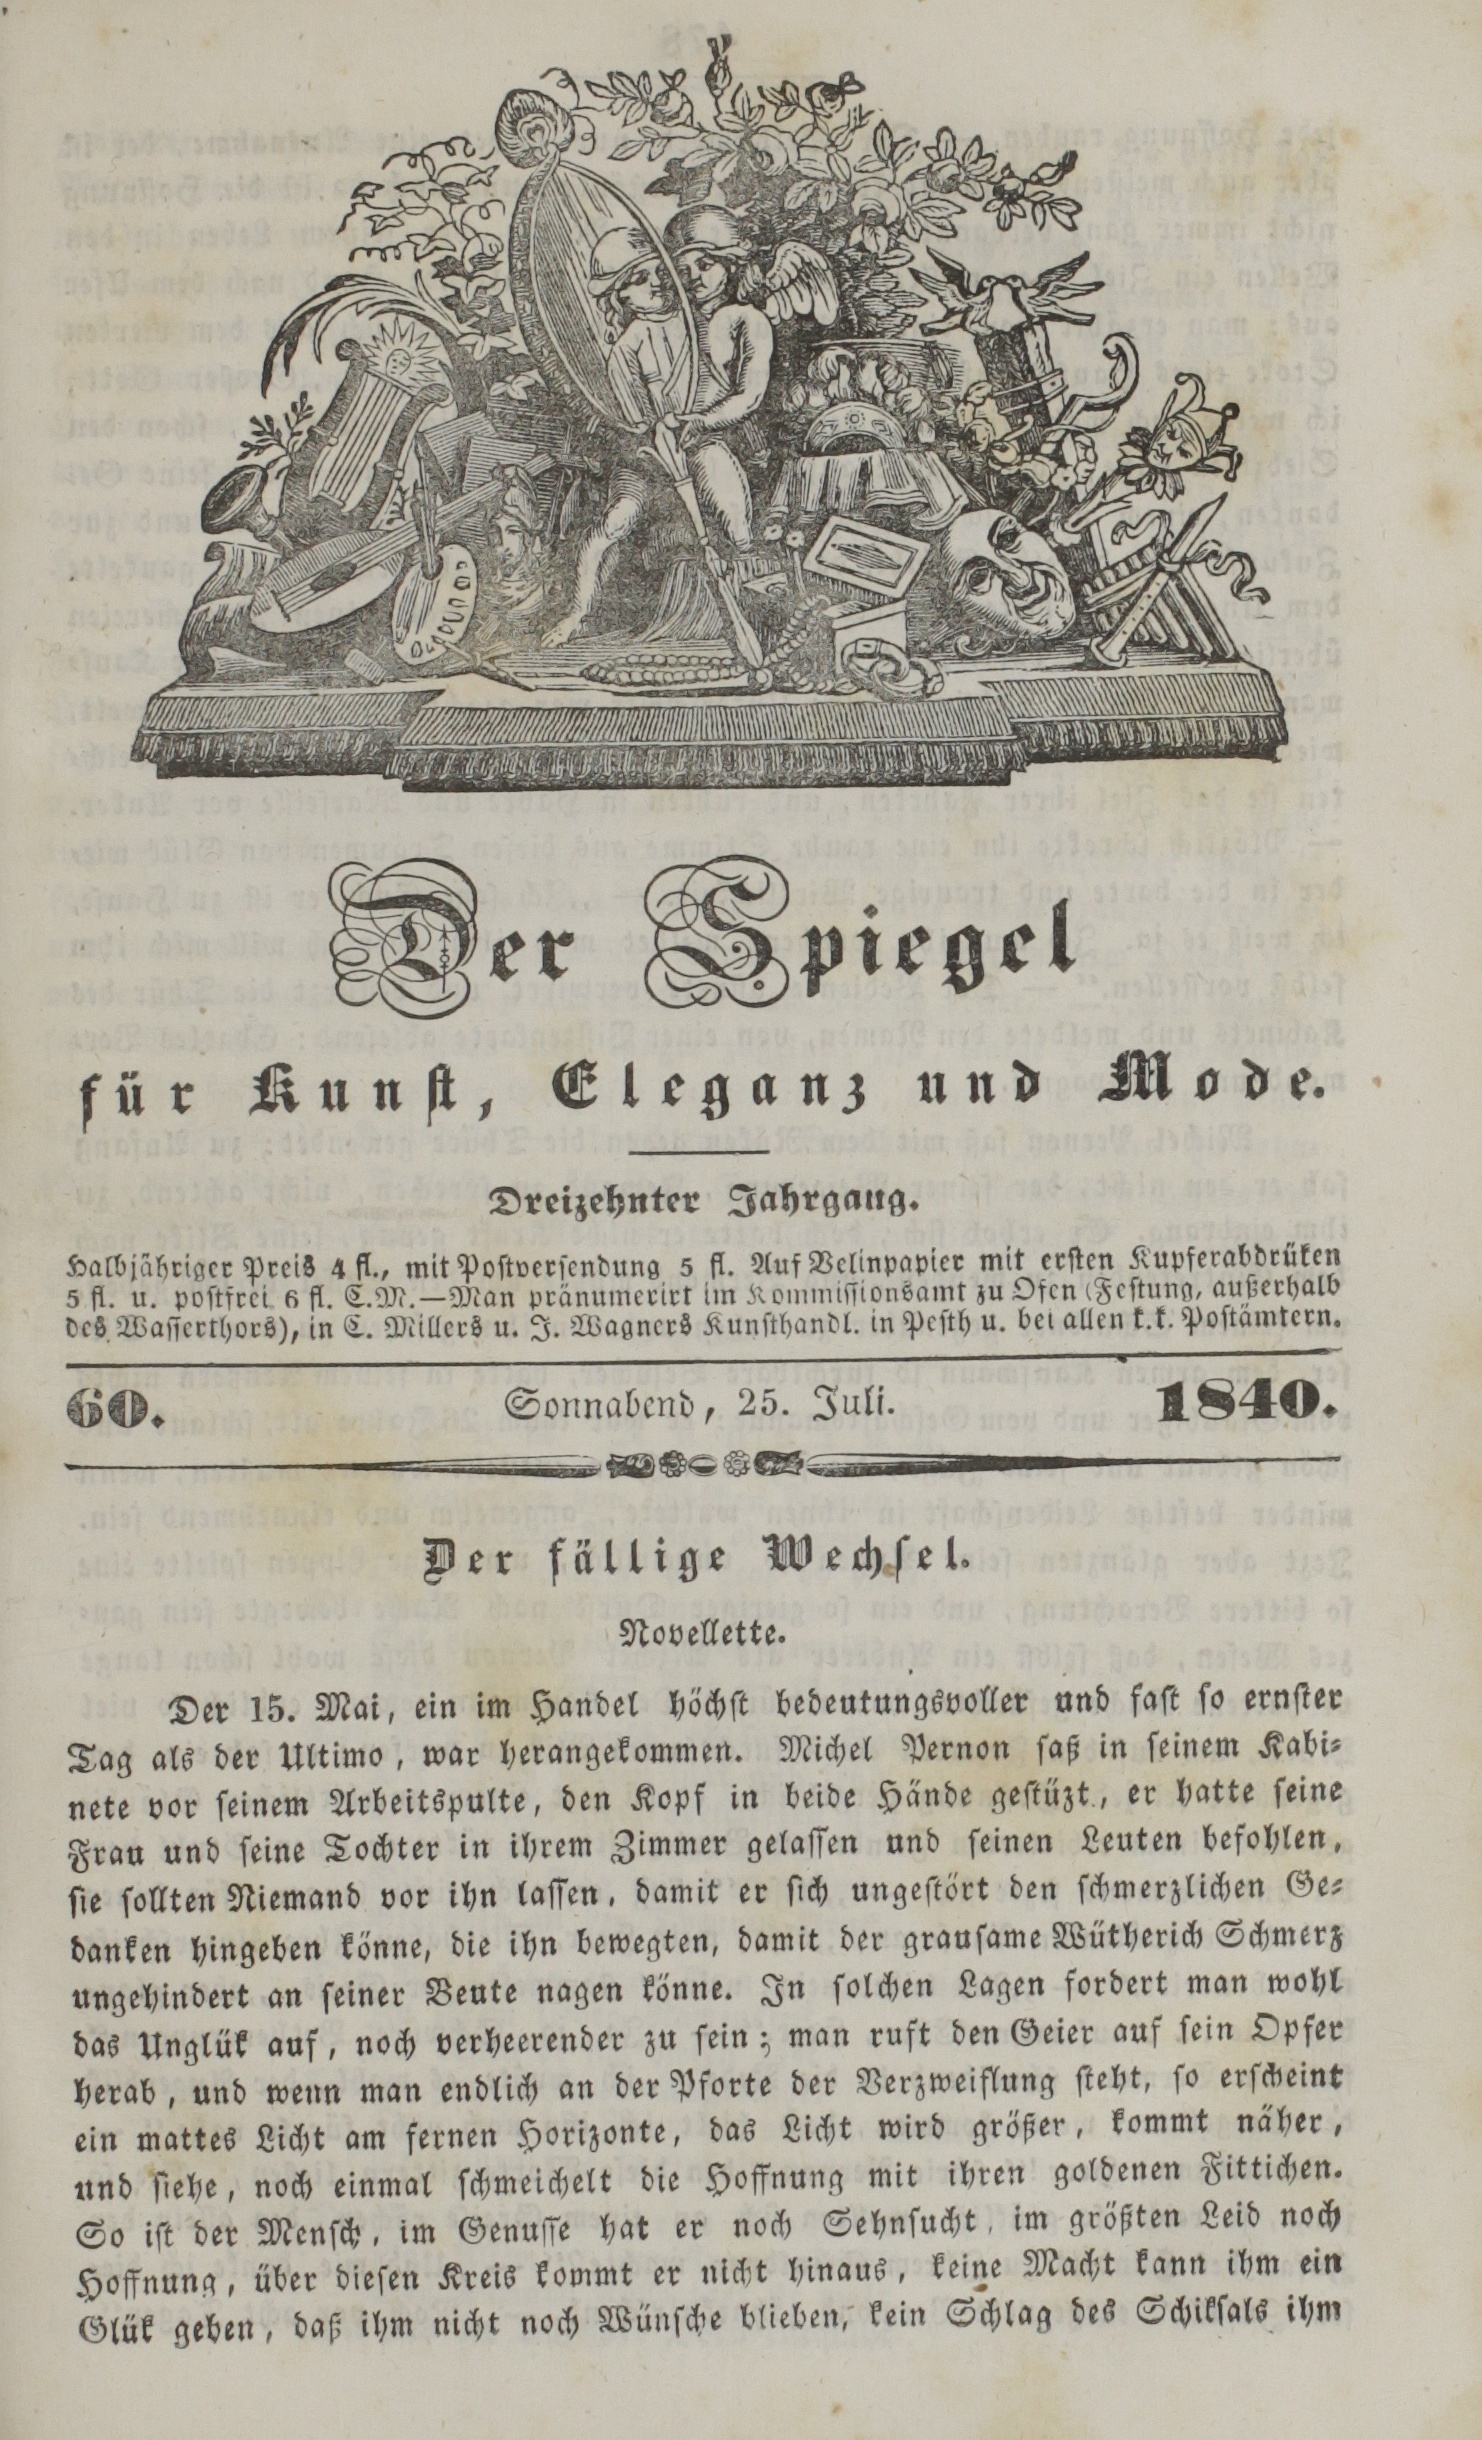 Der Spiegel
für Kunst, Eleganz und Mode.
Dreizehnter Jahrgang.
Halbjähriger Preis 4 fl., mit Postversendung 5 fl. Auf Velinpapier mit ersten Kupferabdrüken
5 fl. u. postfrei 6 fl. C.M.—Man pränumerirt im Kommissionsamt zu Ofen (Festung, außerhalb
des Wasserthors), in C. Millers u. J. Wagners Kunsthandl. in Pesth u. bei allen k.k. Postämtern.
60. Sonnabend, 25. Juli. 1840.
Der fällige Wechsel.
Novellette.
Der 15. Mai, ein im Handel höchst bedeutungsvoller und fast so ernster
Tag als der Ultimo, war herangekommen. Michel Pernon saß in seinem Kabi-
nete vor seinem Arbeitspulte, den Kopf in beide Hände gestüzt, er hatte seine
Frau und seine Tochter in ihrem Zimmer gelassen und seinen Leuten befohlen,
sie sollten Niemand vor ihn lassen, damit er sich ungestört den schmerzlichen Ge-
danken hingeben könne, die ihn bewegten, damit der grausame Wütherich Schmerz
ungehindert an seiner Beute nagen könne. In solchen Lagen fordert man wohl
das Unglük auf, noch verheerender zu sein; man ruft den Geier auf sein Opfer
herab, und wenn man endlich an der Pforte der Verzweiflung steht, so erscheint
ein mattes Licht am fernen Horizonte, das Licht wird größer, kommt näher,
und siehe, noch einmal schmeichelt die Hoffnung mit ihren goldenen Fittichen.
So ist der Mensch, im Genusse hat er noch Sehnsucht, im größten Leid noch
Hoffnung, über diesen Kreis kommt er nicht hinaus, keine Macht kann ihm ein
Glük geben, daß ihm nicht noch Wünsche blieben, kein Schlag des Schiksals ihm